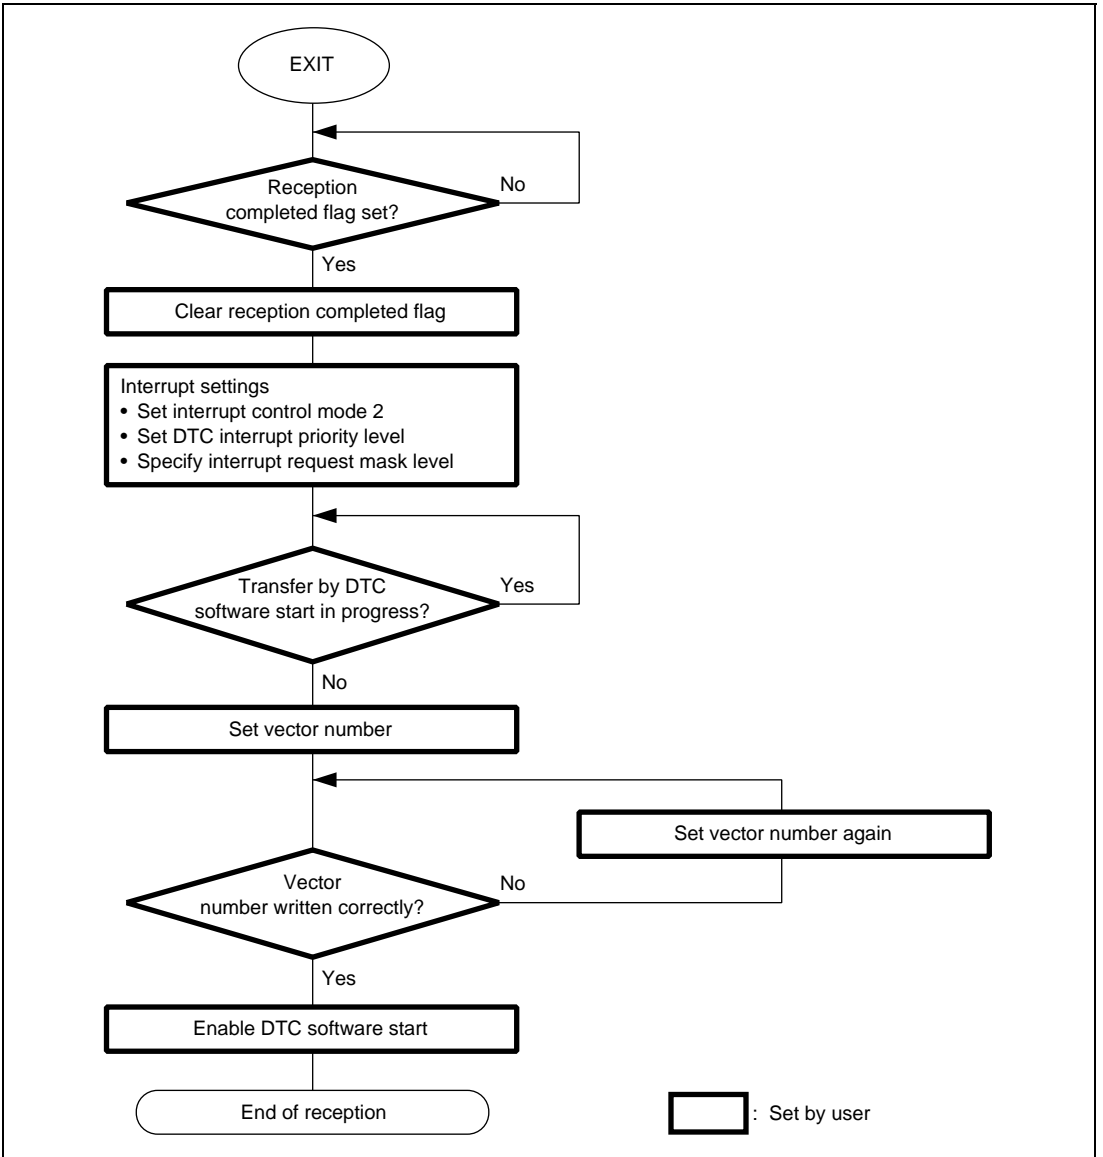 EXIT
Reception
completed flag set?
No
Yes
Clear reception completed flag
Interrupt settings
• Set interrupt control mode 2
• Set DTC interrupt priority level
• Specify interrupt request mask level
Transfer by DTC
software start in progress?
Yes
No
Set vector number
Set vector number again
Vector
number written correctly?
No
Yes
Enable DTC software start
End of reception
: Set by user